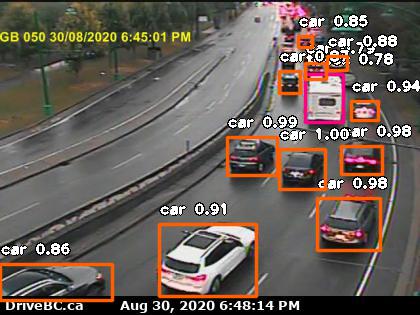 car 0.85
GB 050 30/08/2020 6:45:01 PM
car 0.88
0.78
car 0.94
car 0.99
car 1.00
0.98
car 0.98
car 0.91
car 0.86
DriveBC.ca
Aug 30, 2020 6:48:14 PM